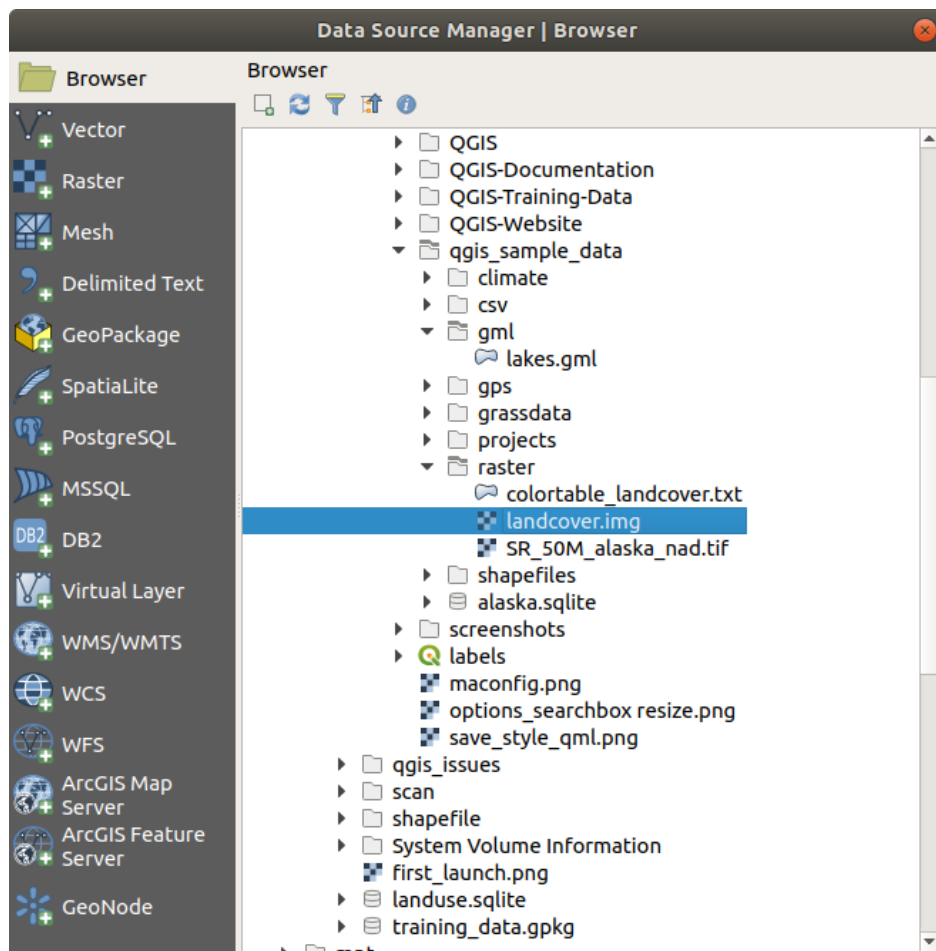 Data Source Manager | Browser
Browser
Vector
Raster
Mesh
Delimited Text
GeoPackage
SpatiaLite
PostgreSQL
MSSQL
DB2
DB2
Virtual Layer
WMS/WMTS
WCS
WFS
ArcGIS Map
Server
ArcGIS Feature
Server
GeoNode
Browser
QGIS
QGIS-Documentation
QGIS-Training-Data
QGIS-Website
qgis_sample_data
climate
csv
gml
lakes.gml
gps
grassdata
projects
raster
colortable_landcover.txt
landcover.img
SR_50M_alaska_nad.tif
shapefiles
alaska.sqlite
screenshots
labels
maconfig.png
options_searchbox resize.png
save_style_qml.png
qgis_issues
scan
shapefile
System Volume Information
first_launch.png
landuse.sqlite
training_data.gpkg